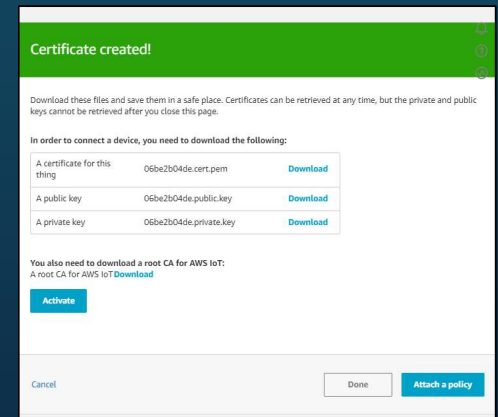 Certificate created!
Download these files and save them in a safe place. Certificates can be retrieved at any time, but the private and public
keys cannot be retrieved after you close this page.
In order to connect a device, you need to download the following:
A certificate for this
thing
06be2b04de.cert.pem
Download
A public key
06be2b04de.public.key
Download
A private key
06be2b04de.private.key
Download
You also need to download a root CA for AWS IoT:
A root CA for AWS IoT Download
Activate
Cancel
Done
Attach a policy